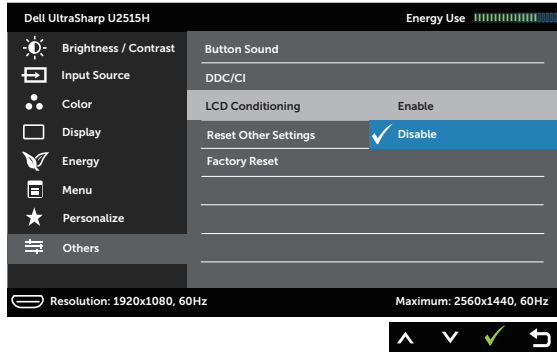 Dell UltraSharp U2515H Energy Use
Brightness / Contrast
Input Source
Color
Display
Energy
Menu
Personalize
Others
Button Sound
DDC/CI
LCD Conditioning Enable
Reset Other Settings Disable
Factory Reset
Resolution: 1920x1080, 60Hz Maximum: 2560x1440, 60Hz